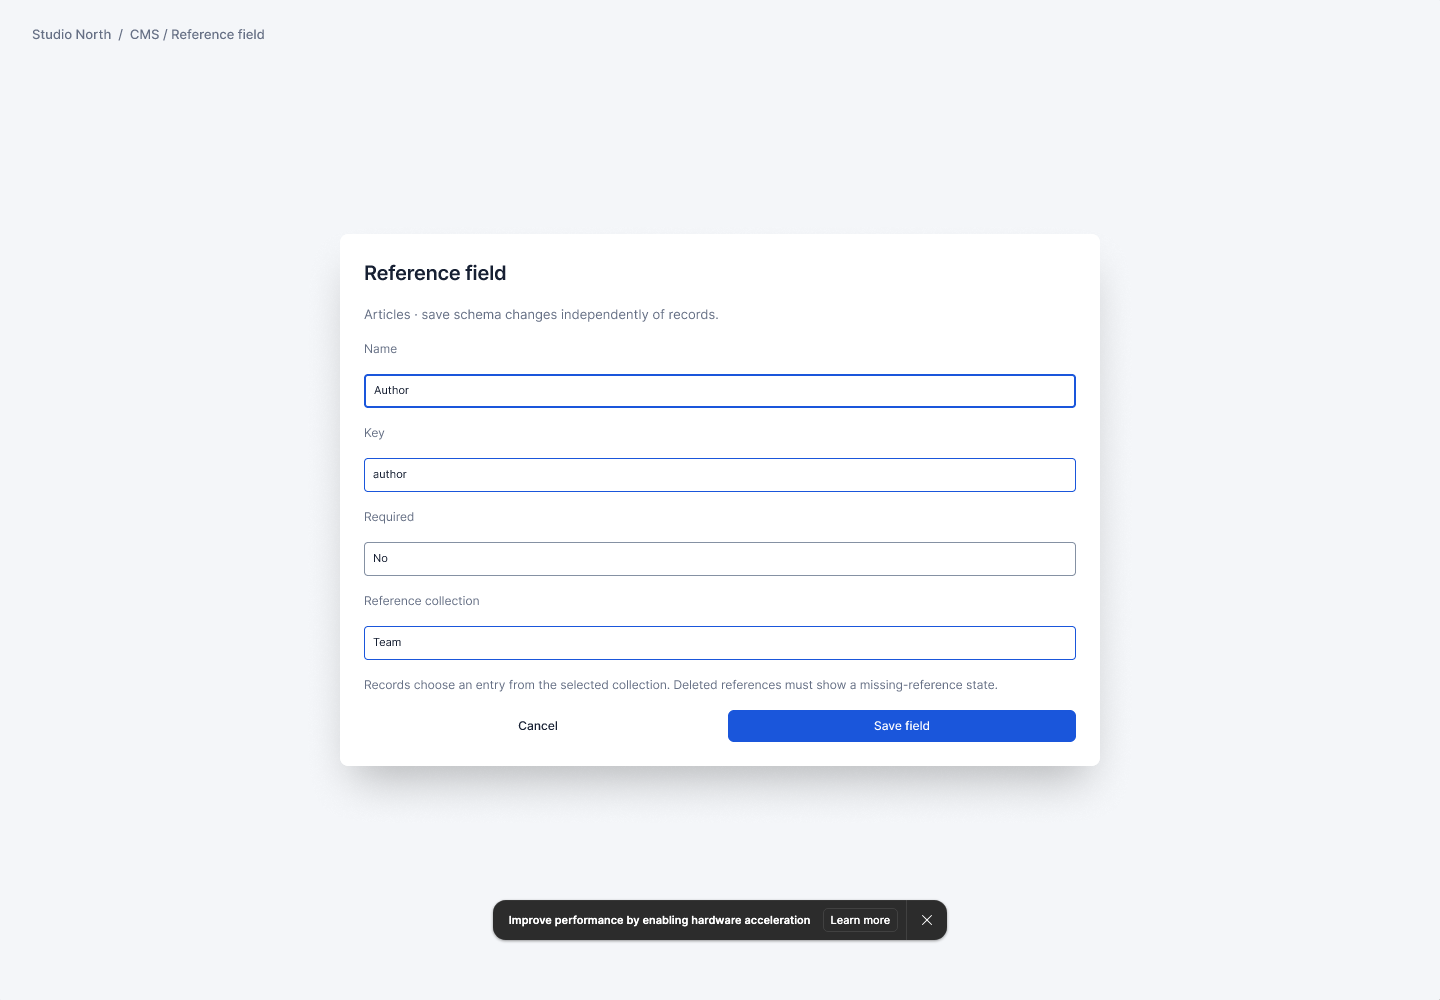 Studio North / CMS / Reference field
Reference field
Articles · save schema changes independently of records.
Name
Author
Key
author
Required
No
Reference collection
Team
Records choose an entry from the selected collection. Deleted references must show a missing-reference state.
Cancel
Save field
Improve performance by enabling hardware acceleration
Learn more